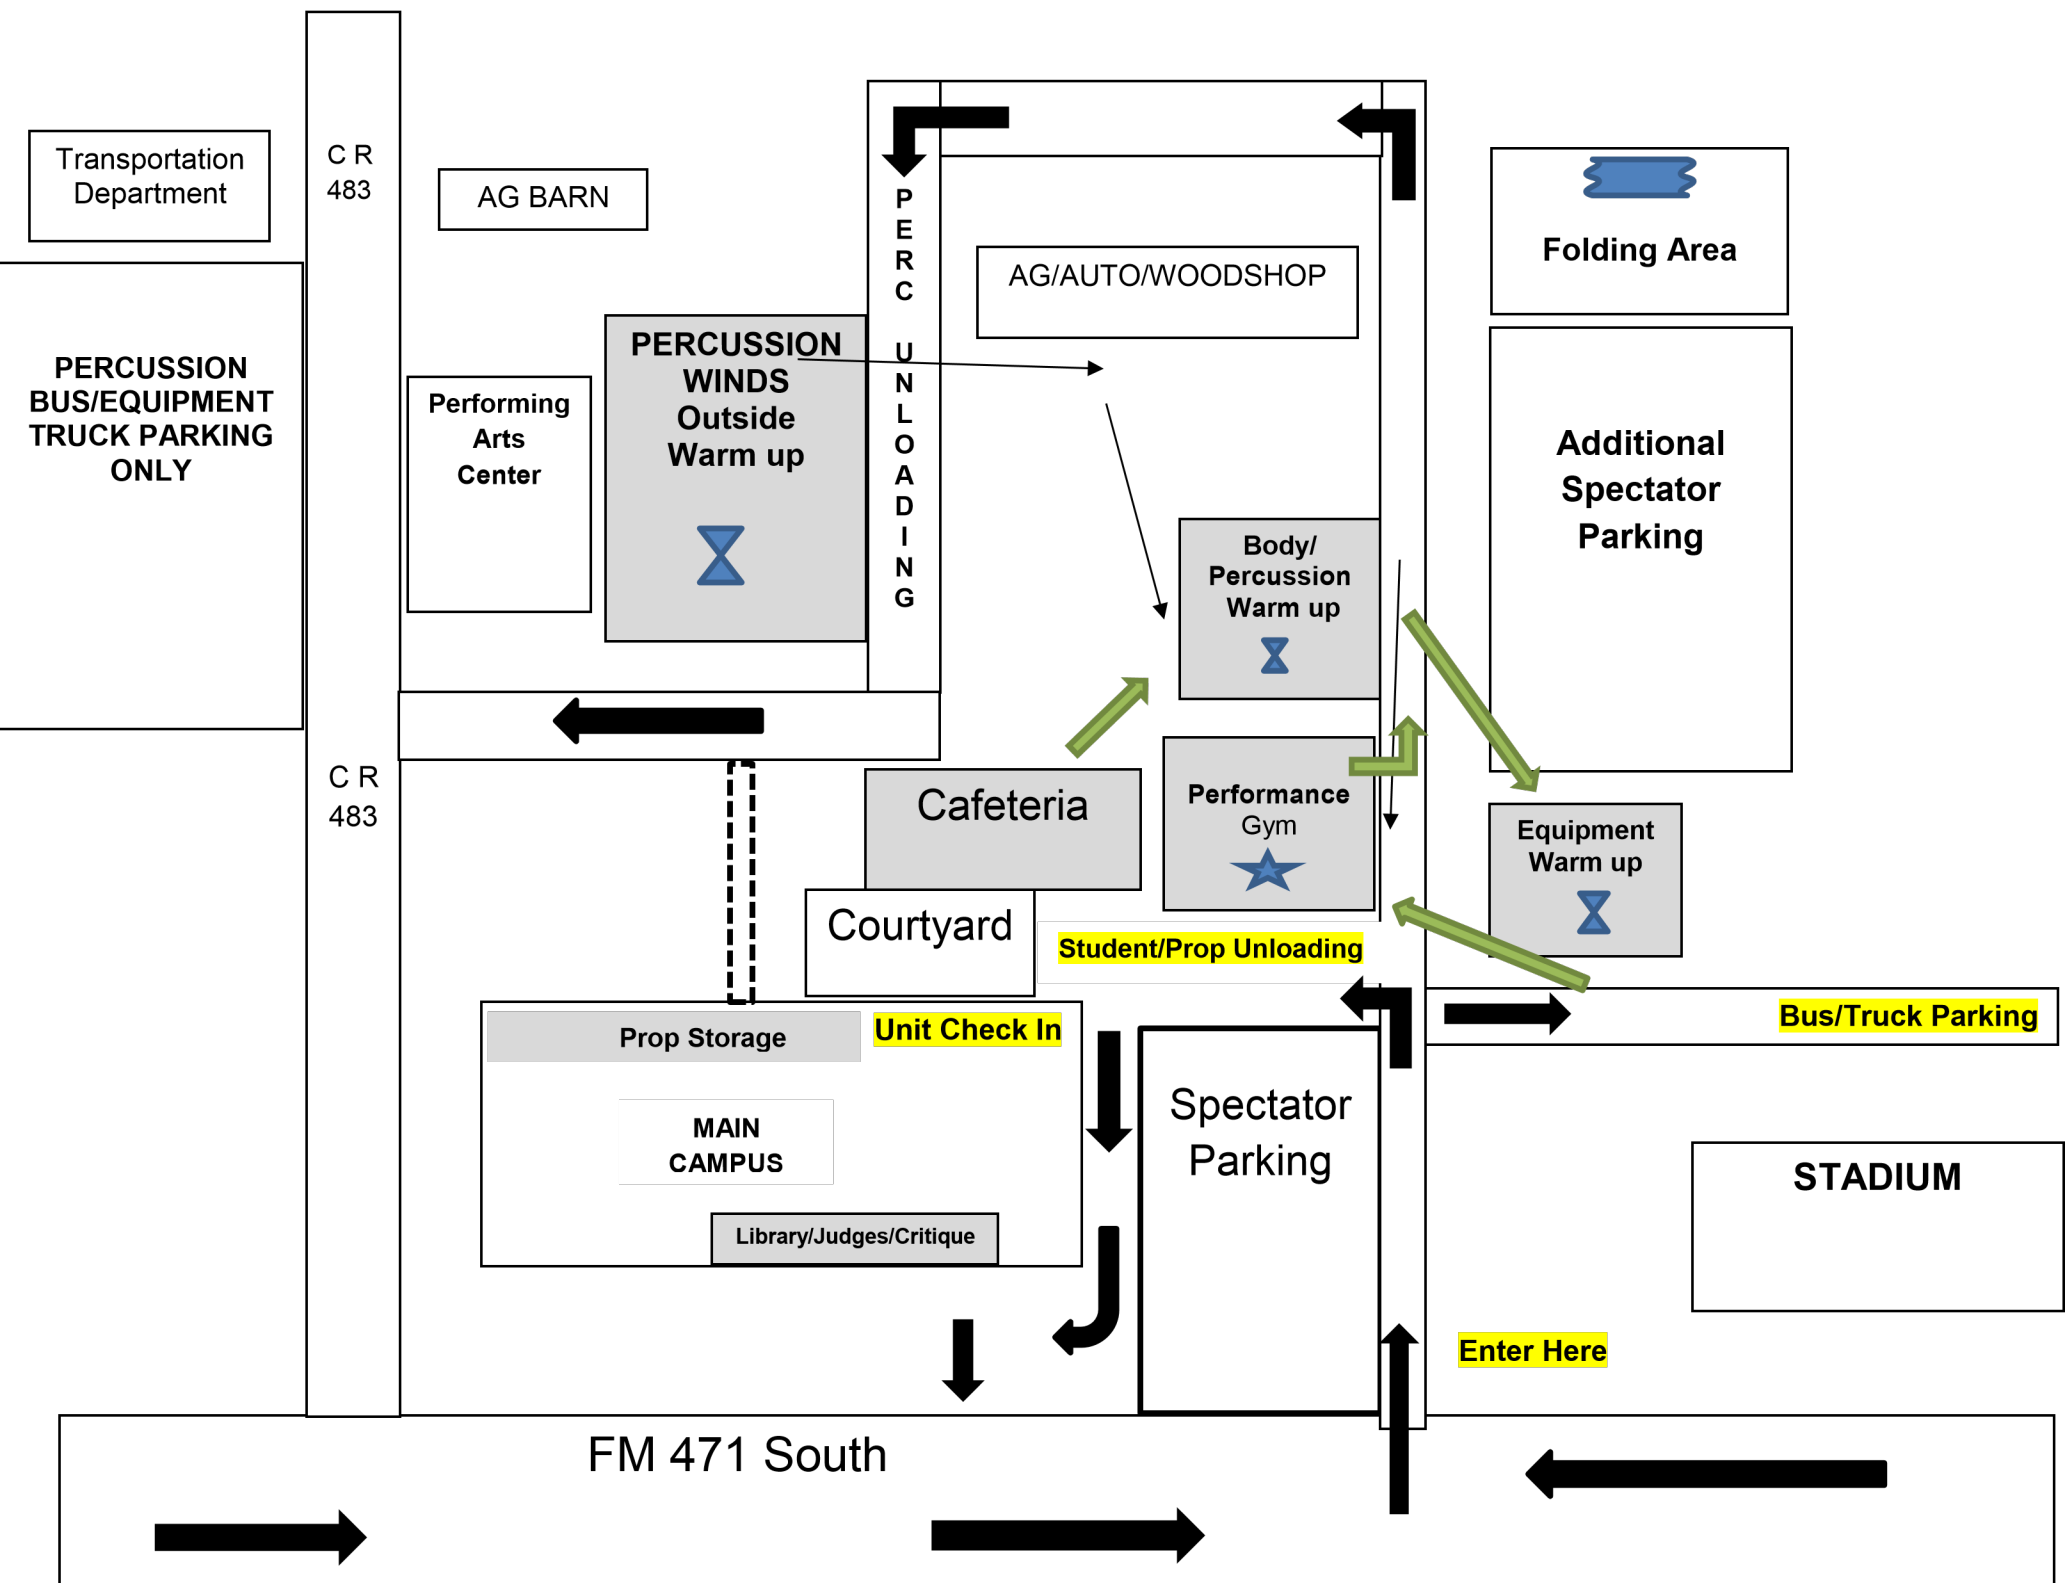 Transportation
Department
C R
483
AG BARN
P
E
R
C
U
N
L
O
A
D
I
N
G
AG/AUTO/WOODSHOP
Folding Area
PERCUSSION
BUS/EQUIPMENT
TRUCK PARKING
ONLY
Performing
Arts
Center
PERCUSSION
WINDS
Outside
Warm up
Additional
Spectator
Parking
Body/
Percussion
Warm up
C R
483
Cafeteria
Performance
Gym
Equipment
Warm up
Courtyard
Student/Prop Unloading
Prop Storage
Unit Check In
Bus/Truck Parking
MAIN
CAMPUS
Spectator
Parking
STADIUM
Library/Judges/Critique
Enter Here
FM 471 South